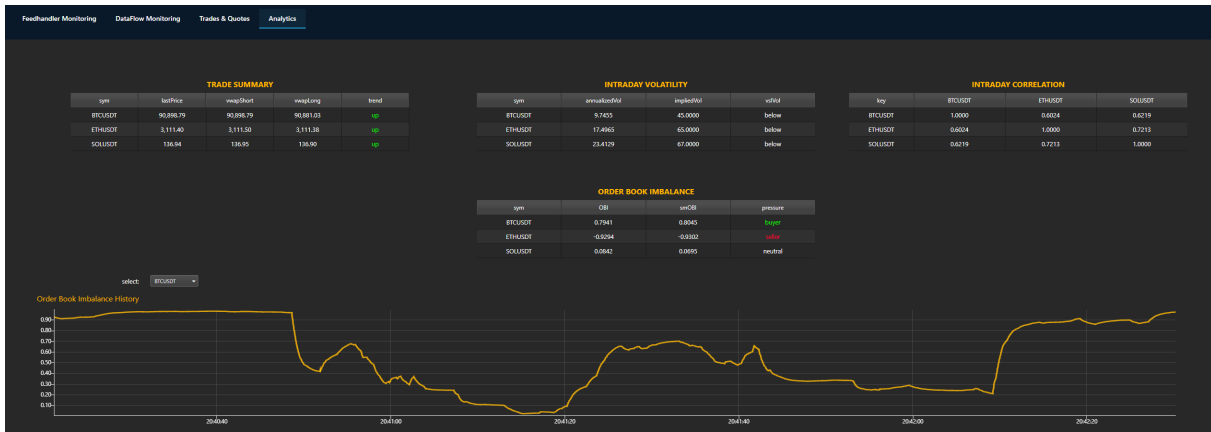 Feedhandler Monitoring DataFlow Monitoring Trades & Quotes Analytics
TRADE SUMMARY
sym lastPrice vwapShort vwapLong trend
BTCUSDT 90,898.79 90,898.79 90,881.03 up
ETHUSDT 3,111.40 3,111.50 3,111.38 up
SOLUSDT 136.94 136.95 136.90 up
INTRADAY VOLATILITY
sym annualizedVol impliedVol vsIVol
BTCUSDT 9.7455 45.0000 below
ETHUSDT 17.4965 65.0000 below
SOLUSDT 23.4129 67.0000 below
INTRADAY CORRELATION
key BTCUSDT ETHUSDT SOLUSDT
BTCUSDT 1.0000 0.6024 0.6219
ETHUSDT 0.6024 1.0000 0.7213
SOLUSDT 0.6219 0.7213 1.0000
ORDER BOOK IMBALANCE
sym OBI smOBI pressure
BTCUSDT 0.7941 0.8045 buyer
ETHUSDT -0.9294 -0.9302 seller
SOLUSDT 0.0842 0.0695 neutral
select: BTCUSDT
Order Book Imbalance History
0.90
0.80
0.70
0.60
0.50
0.40
0.30
0.20
0.10
20:40:40 20:41:00 20:41:20 20:41:40 20:42:00 20:42:20